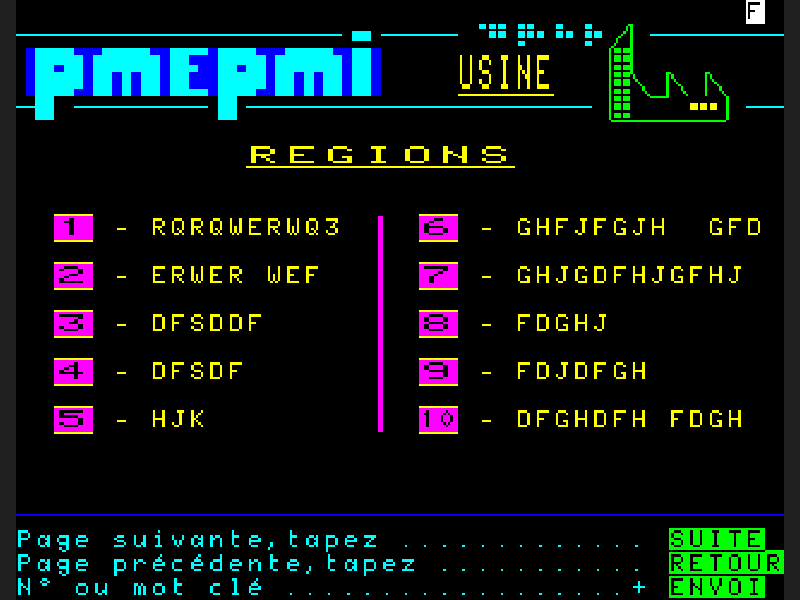 F
pmepmi USINE
REGIONS
1 - RQRQWERWQ3
2 - ERWER WEF
3 - DFSDDF
4 - DFSDF
5 - HJK
6 - GHFJFGJH GFD
7 - GHJGDFHJGFHJ
8 - FDGHJ
9 - FDJDFGH
10 - DFGHDFH FDGH
Page suivante,tapez ............. SUITE
Page précédente,tapez ........... RETOUR
N° ou mot clé ..................+ ENVOI